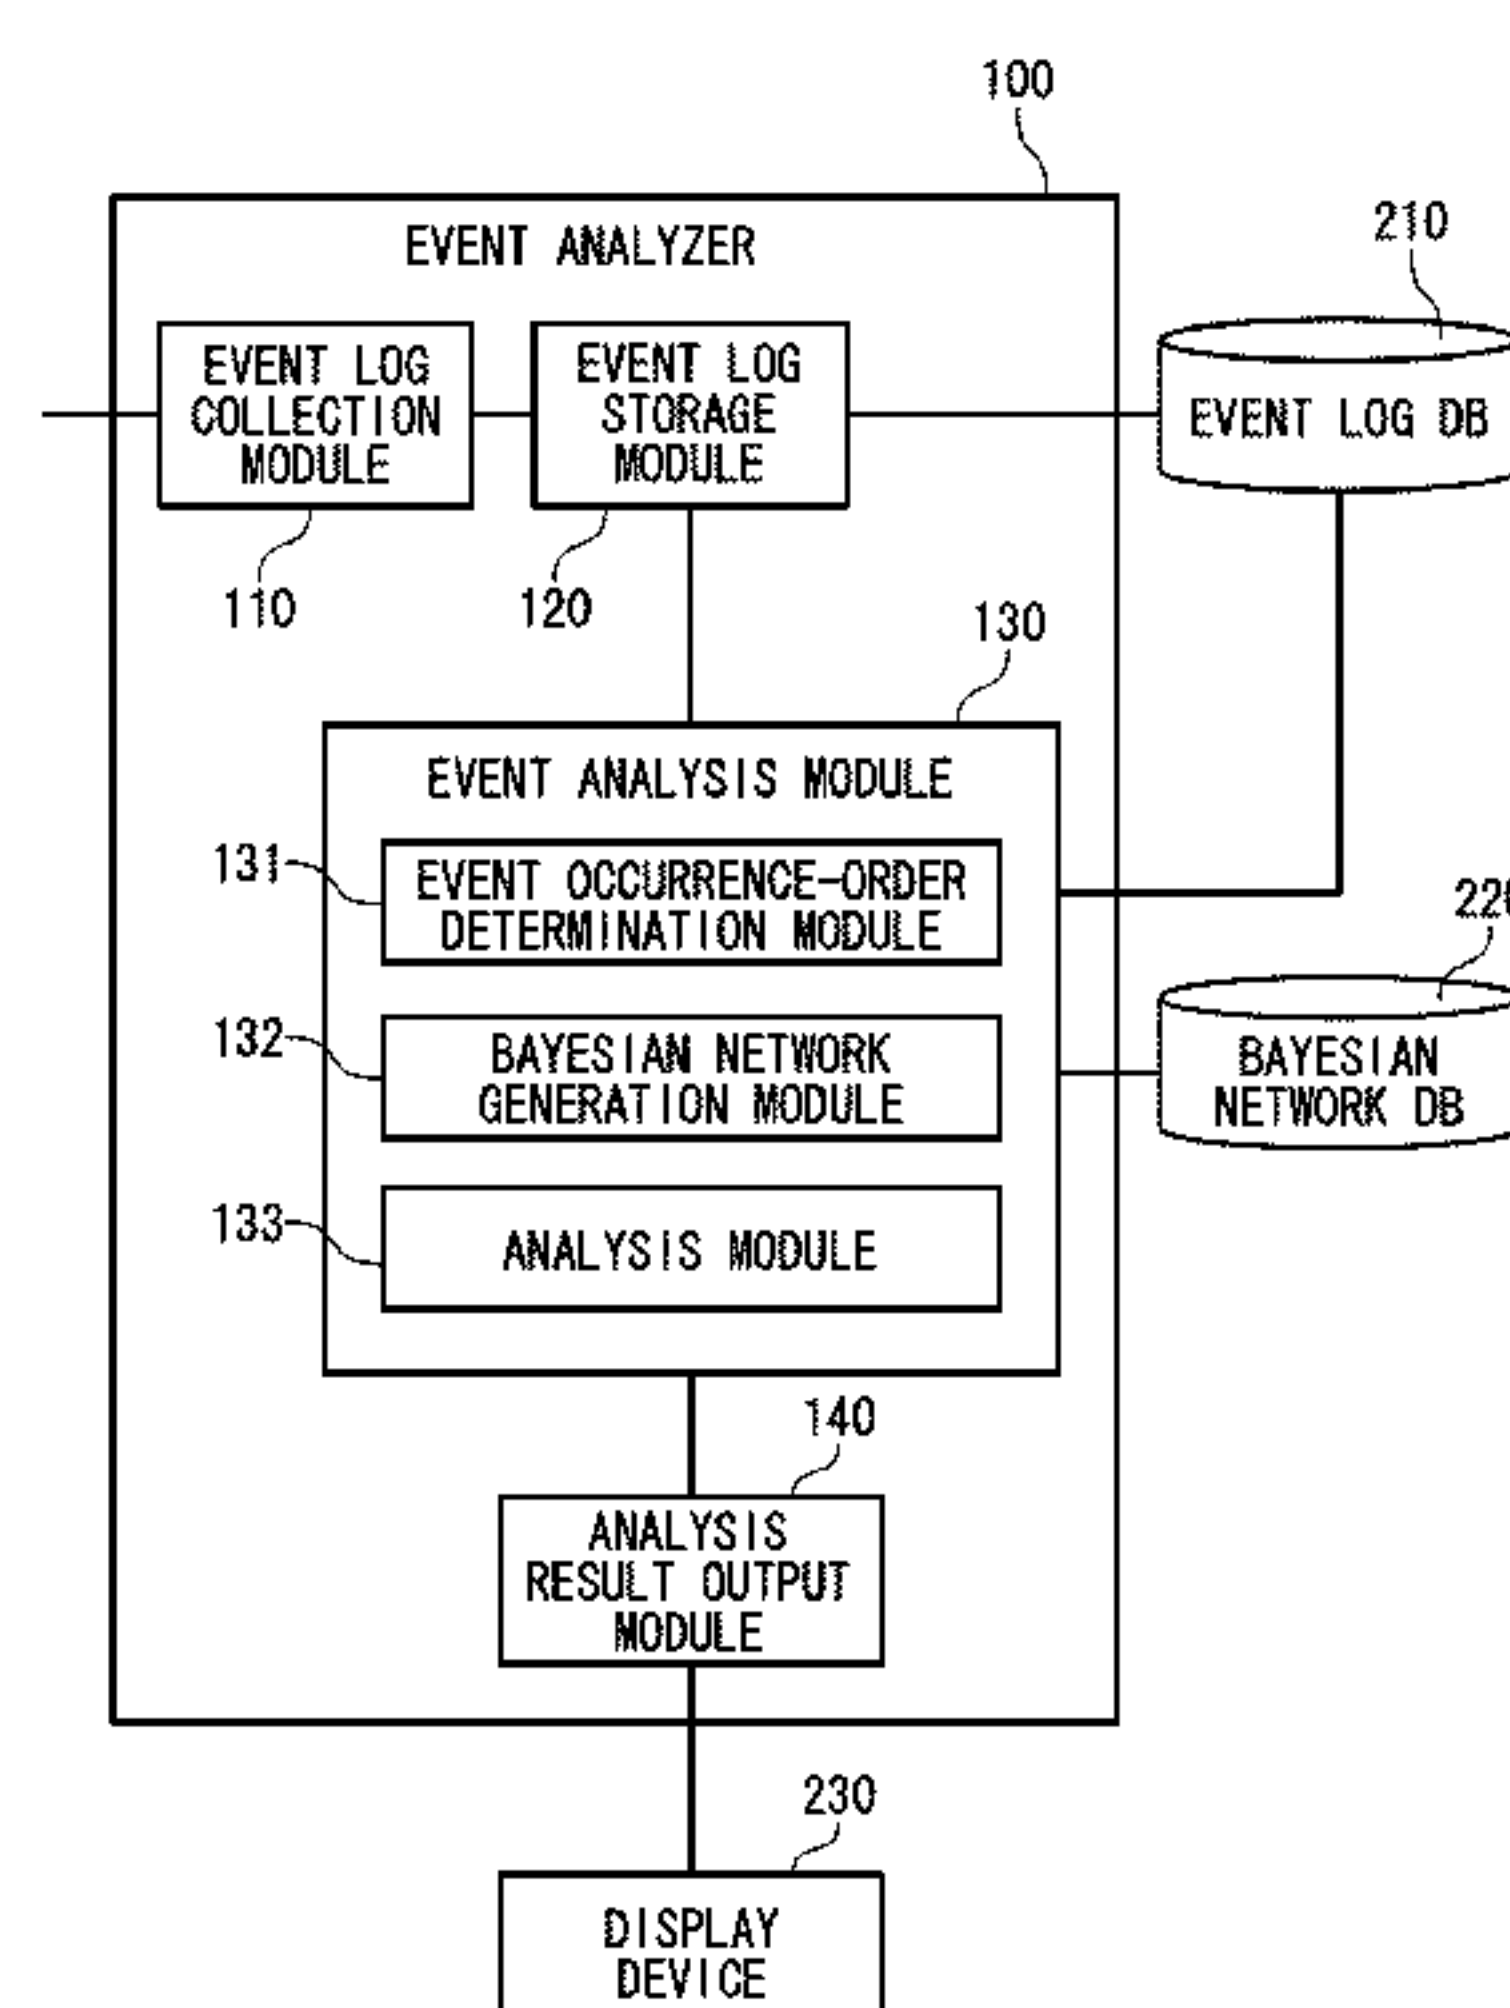 100
EVENT ANALYZER
210
EVENT LOG
COLLECTION
MODULE
EVENT LOG
STORAGE
MODULE
EVENT LOG DB
110
120
130
EVENT ANALYSIS MODULE
131
EVENT OCCURRENCE-ORDER
DETERMINATION MODULE
132
BAYESIAN NETWORK
GENERATION MODULE
BAYESIAN
NETWORK DB
133
ANALYSIS MODULE
140
ANALYSIS
RESULT OUTPUT
MODULE
230
DISPLAY
DEVICE